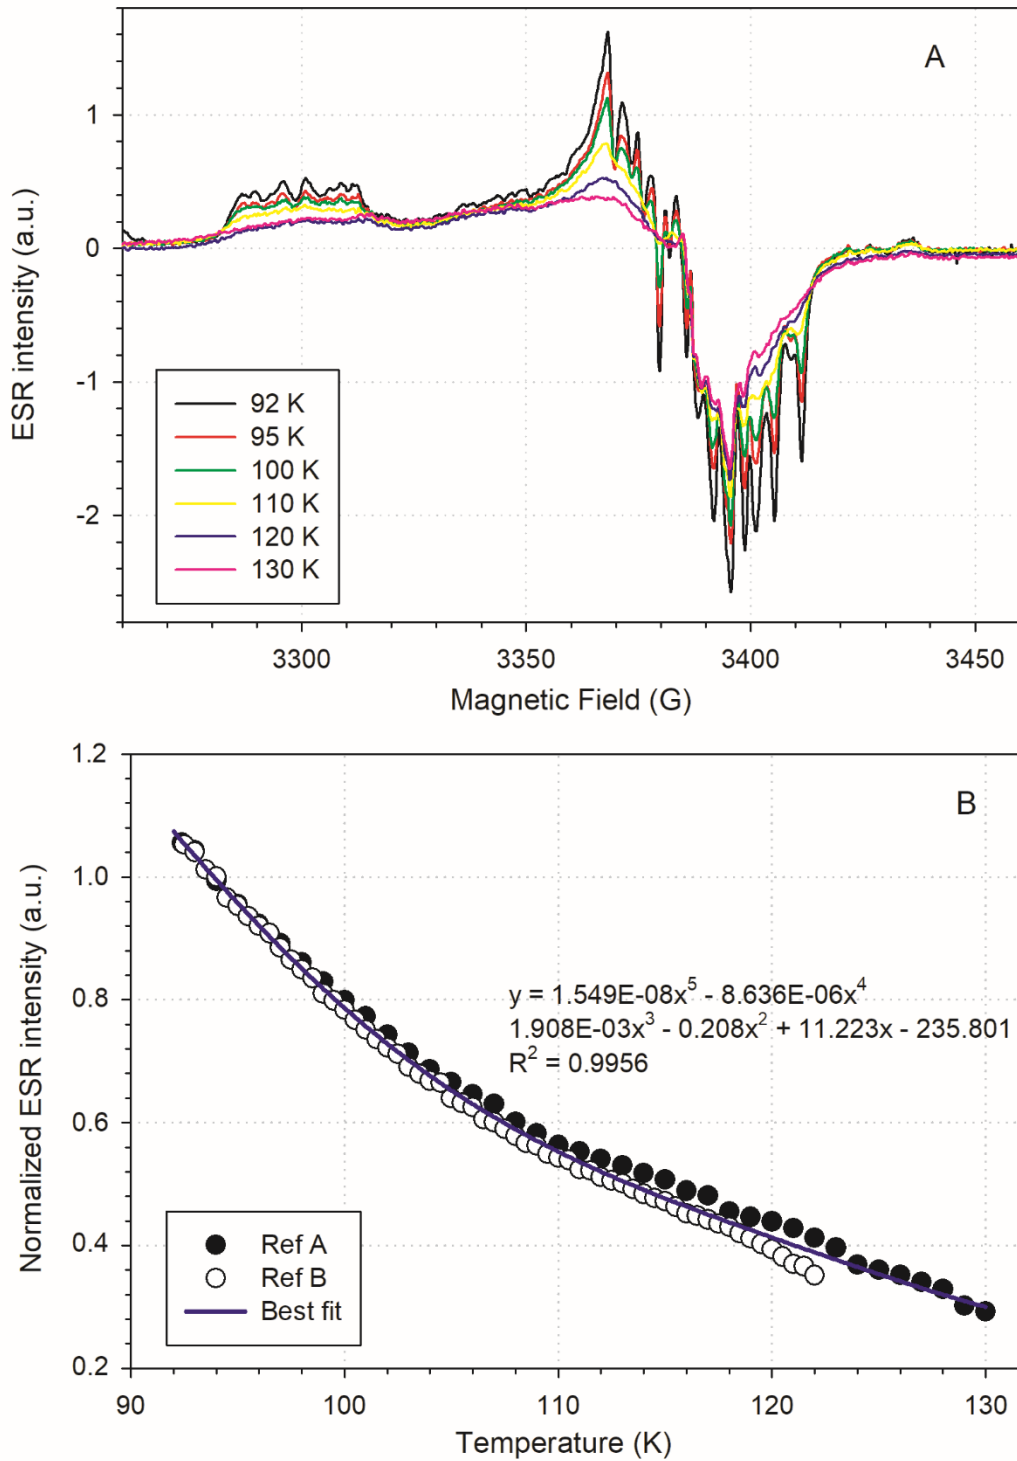 A
ESR intensity (a.u.)
1
0
-1
-2
92 K
95 K
100 K
110 K
120 K
130 K
3300 3350 3400 3450
Magnetic Field (G)
B
Normalized ESR intensity (a.u.)
1.2
1.0
0.8
0.6
0.4
0.2
y = 1.549E-08x⁵ - 8.636E-06x⁴
1.908E-03x³ - 0.208x² + 11.223x - 235.801
R² = 0.9956
Ref A
Ref B
Best fit
90 100 110 120 130
Temperature (K)